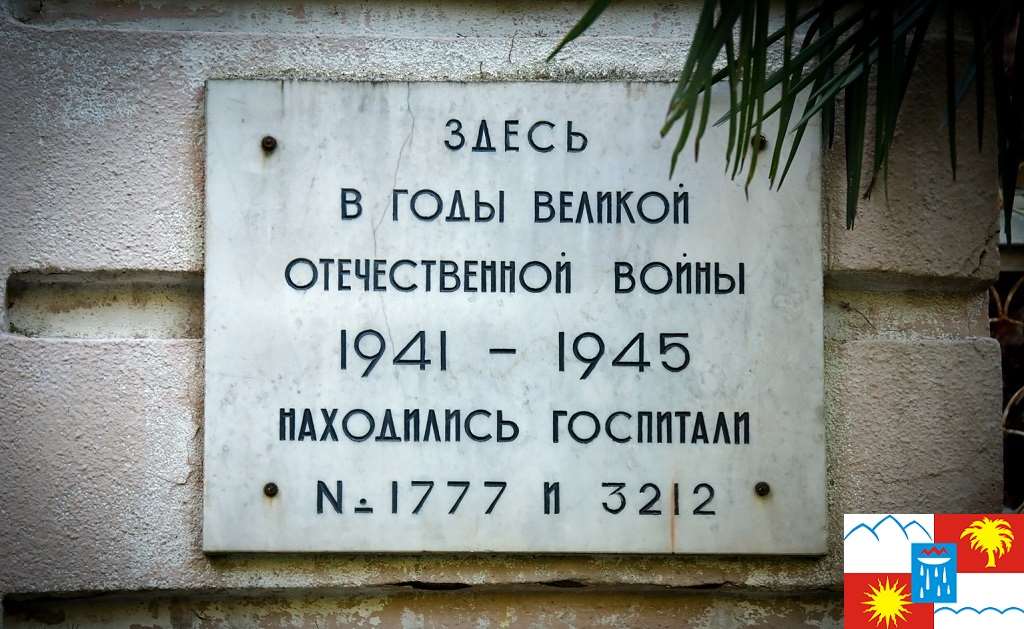 ЗДЕСЬ
В ГОДЫ ВЕЛИКОЙ
ОТЕЧЕСТВЕННОЙ ВОЙНЫ
1941 – 1945
НАХОДИЛИСЬ ГОСПИТАЛИ
N. 1777 И 3212